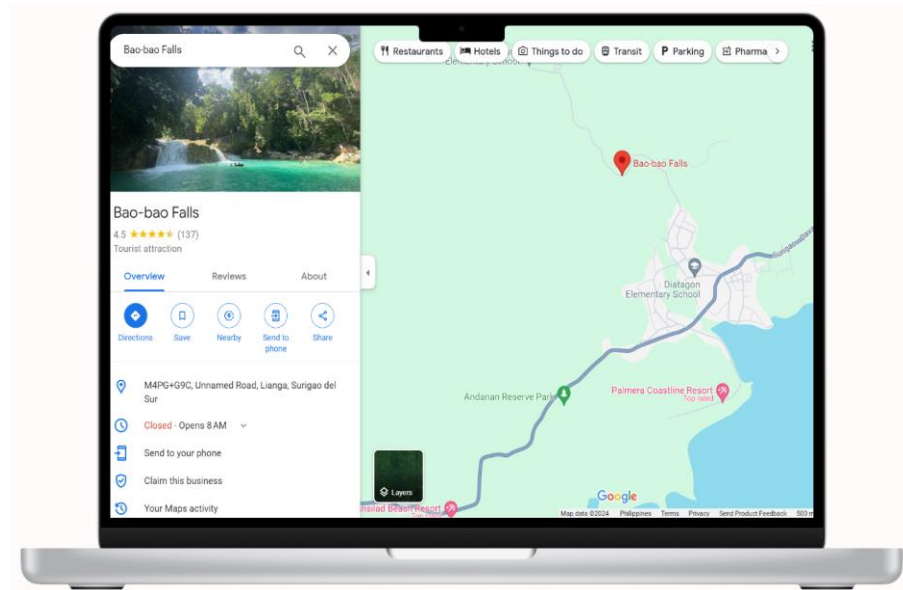 Bao-bao Falls
Restaurants
Hotels
Things to do
Transit
Parking
Pharma
Elementary School
Bao-bao Falls
4.5 (137)
Tourist attraction
Overview
Reviews
About
Directions
Save
Nearby
Send to
phone
Share
M4PG+G9C, Unnamed Road, Lianga, Surigao del
Sur
Closed · Opens 8 AM
Send to your phone
Claim this business
Your Maps activity
Bao-bao Falls
Diatagon
Elementary School
Andanan Reserve Park
Palmera Coastline Resort
Top rated
Layers
Google
Map data ©2024 Philippines Terms Privacy Send Product Feedback 500 m